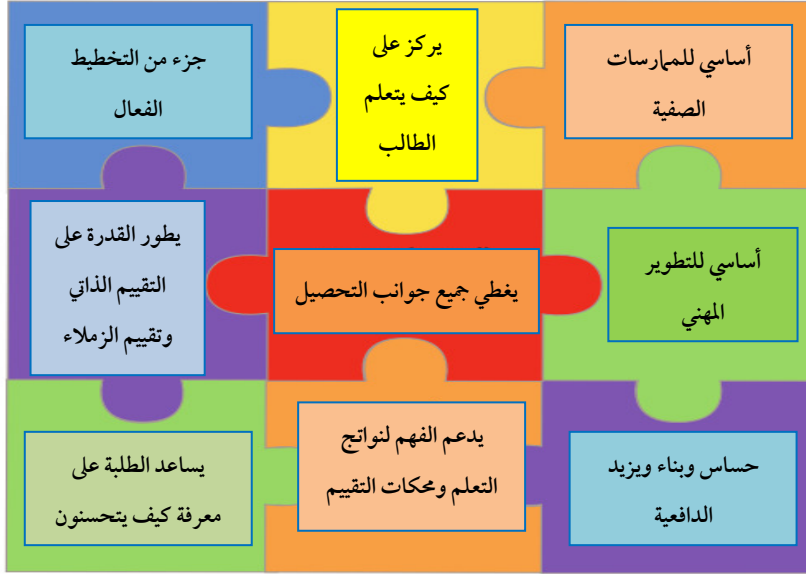 أساسي للممارسات
الصفية
يركز على
كيف يتعلم
الطالب
جزء من التخطيط
الفعال
أساسي للتطوير
المهني
يغطي جميع جوانب التحصيل
يطور القدرة على
التقييم الذاتي
وتقييم الزملاء
حساس وبناء ويزيد
الدافعية
يدعم الفهم لنواتج
التعلم ومحكات التقييم
يساعد الطلبة على
معرفة كيف يتحسنون